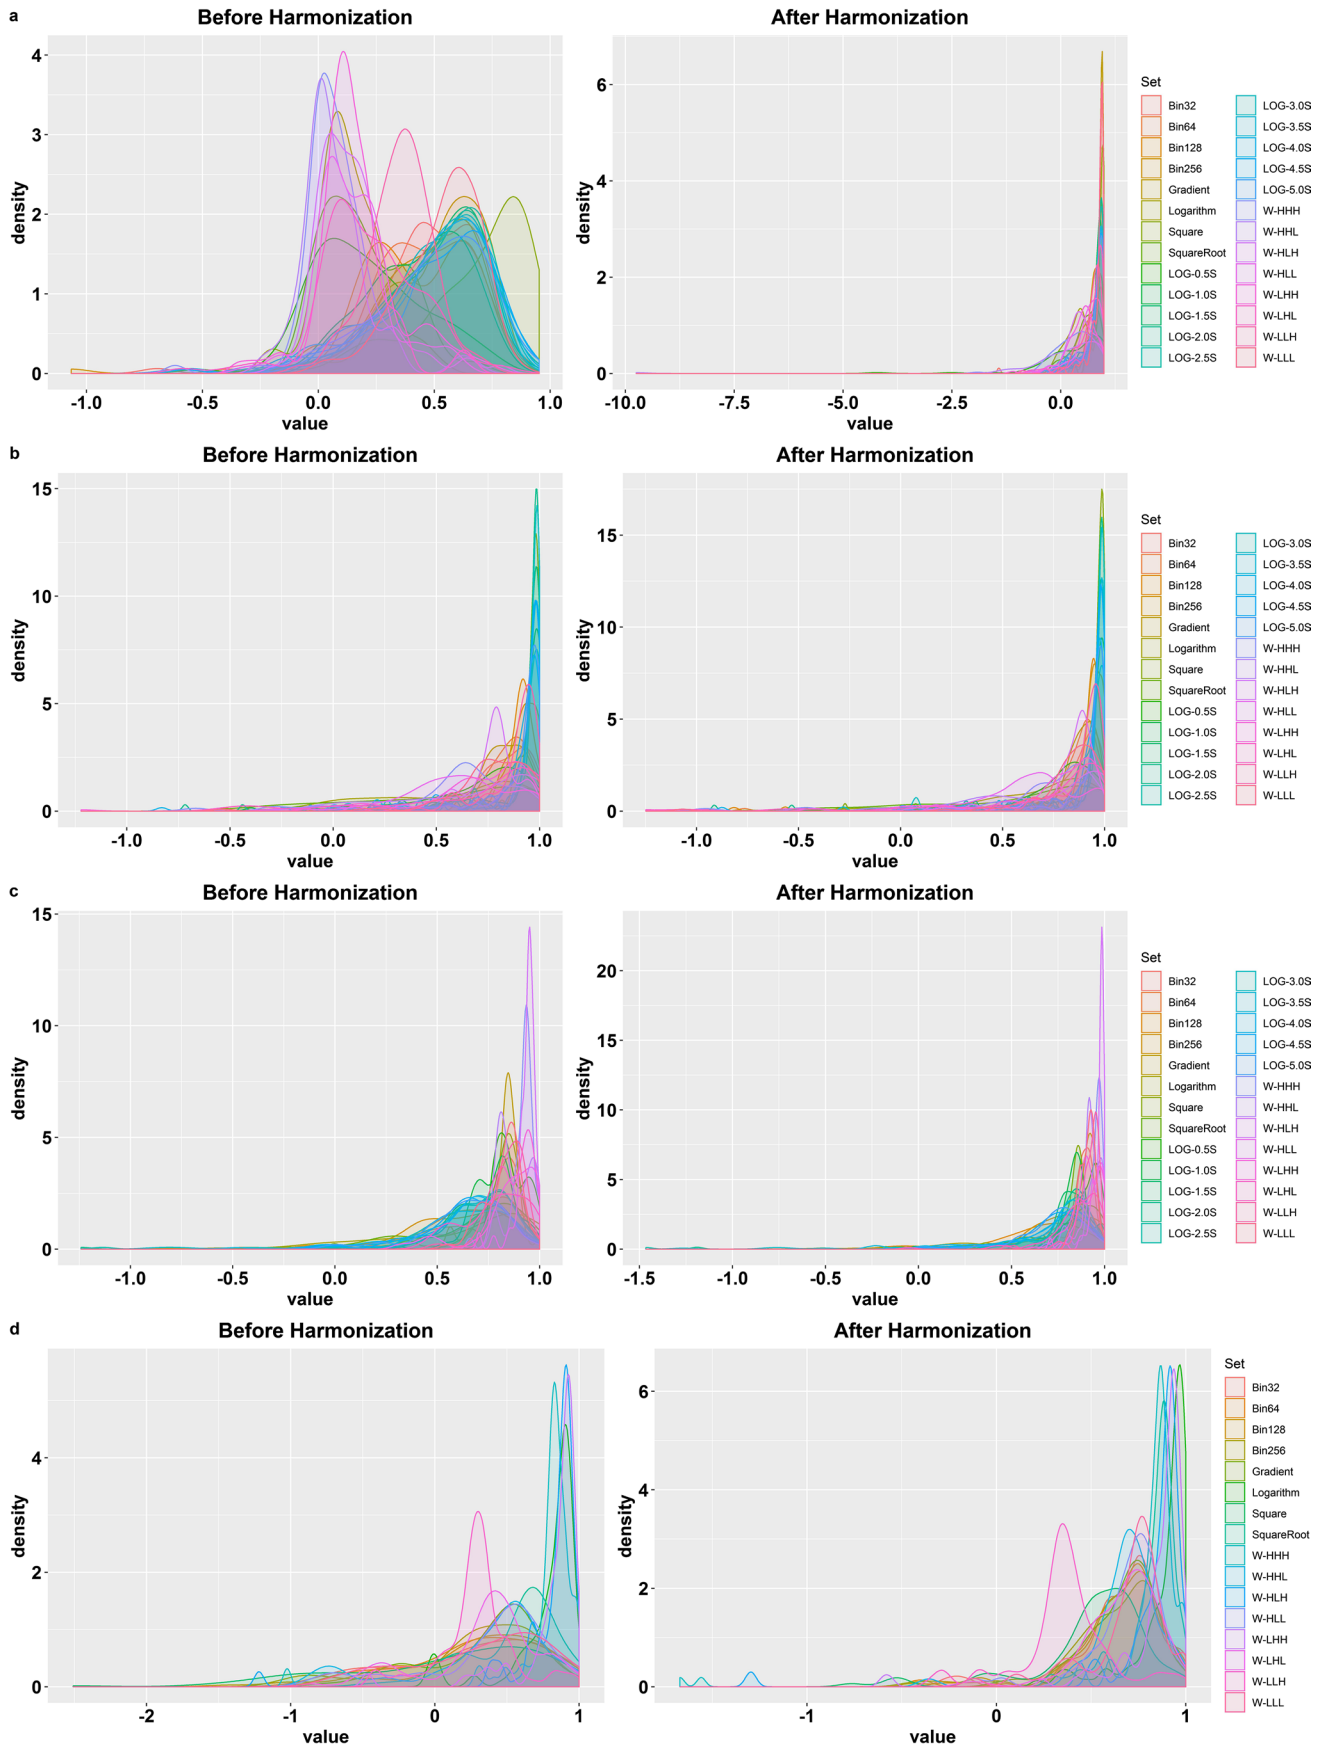 a
Before Harmonization
After Harmonization
density
4
3
2
1
0
-1.0 -0.5 0.0 0.5 1.0
value
density
6
4
2
0
-10.0 -7.5 -5.0 -2.5 0.0
value
Set
Bin32 LOG-3.0S
Bin64 LOG-3.5S
Bin128 LOG-4.0S
Bin256 LOG-4.5S
Gradient LOG-5.0S
Logarithm W-HHH
Square W-HHL
SquareRoot W-HLH
LOG-0.5S W-HLL
LOG-1.0S W-LHH
LOG-1.5S W-LHL
LOG-2.0S W-LLH
LOG-2.5S W-LLL
b
Before Harmonization
After Harmonization
density
15
10
5
0
-1.0 -0.5 0.0 0.5 1.0
value
density
15
10
5
0
-1.0 -0.5 0.0 0.5 1.0
value
Set
Bin32 LOG-3.0S
Bin64 LOG-3.5S
Bin128 LOG-4.0S
Bin256 LOG-4.5S
Gradient LOG-5.0S
Logarithm W-HHH
Square W-HHL
SquareRoot W-HLH
LOG-0.5S W-HLL
LOG-1.0S W-LHH
LOG-1.5S W-LHL
LOG-2.0S W-LLH
LOG-2.5S W-LLL
c
Before Harmonization
After Harmonization
density
15
10
5
0
-1.0 -0.5 0.0 0.5 1.0
value
density
20
15
10
5
0
-1.5 -1.0 -0.5 0.0 0.5 1.0
value
Set
Bin32 LOG-3.0S
Bin64 LOG-3.5S
Bin128 LOG-4.0S
Bin256 LOG-4.5S
Gradient LOG-5.0S
Logarithm W-HHH
Square W-HHL
SquareRoot W-HLH
LOG-0.5S W-HLL
LOG-1.0S W-LHH
LOG-1.5S W-LHL
LOG-2.0S W-LLH
LOG-2.5S W-LLL
d
Before Harmonization
After Harmonization
density
4
2
0
-2 -1 0 1
value
density
6
4
2
0
-1 0 1
value
Set
Bin32
Bin64
Bin128
Bin256
Gradient
Logarithm
Square
SquareRoot
W-HHH
W-HHL
W-HLH
W-HLL
W-LHH
W-LHL
W-LLH
W-LLL